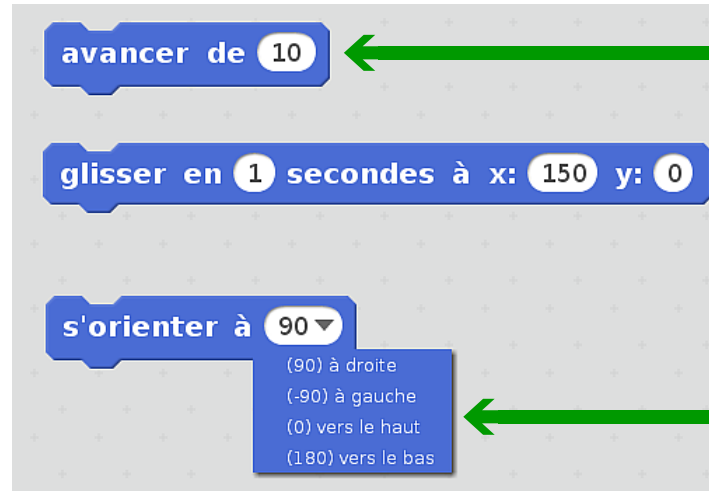 avancer de 10
glisser en 1 secondes à x: 150 y: 0
s'orienter à 90
(90) à droite
(-90) à gauche
(0) vers le haut
(180) vers le bas